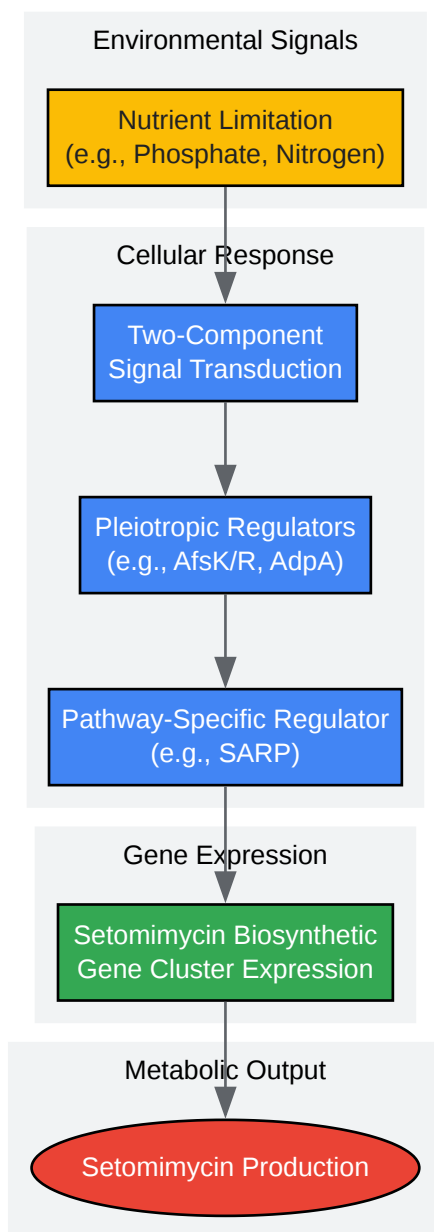 Environmental Signals
Nutrient Limitation
(e.g., Phosphate, Nitrogen)
Cellular Response
Two-Component
Signal Transduction
Pleiotropic Regulators
(e.g., AfsK/R, AdpA)
Pathway-Specific Regulator
(e.g., SARP)
Gene Expression
Setomimycin Biosynthetic
Gene Cluster Expression
Metabolic Output
Setomimycin Production